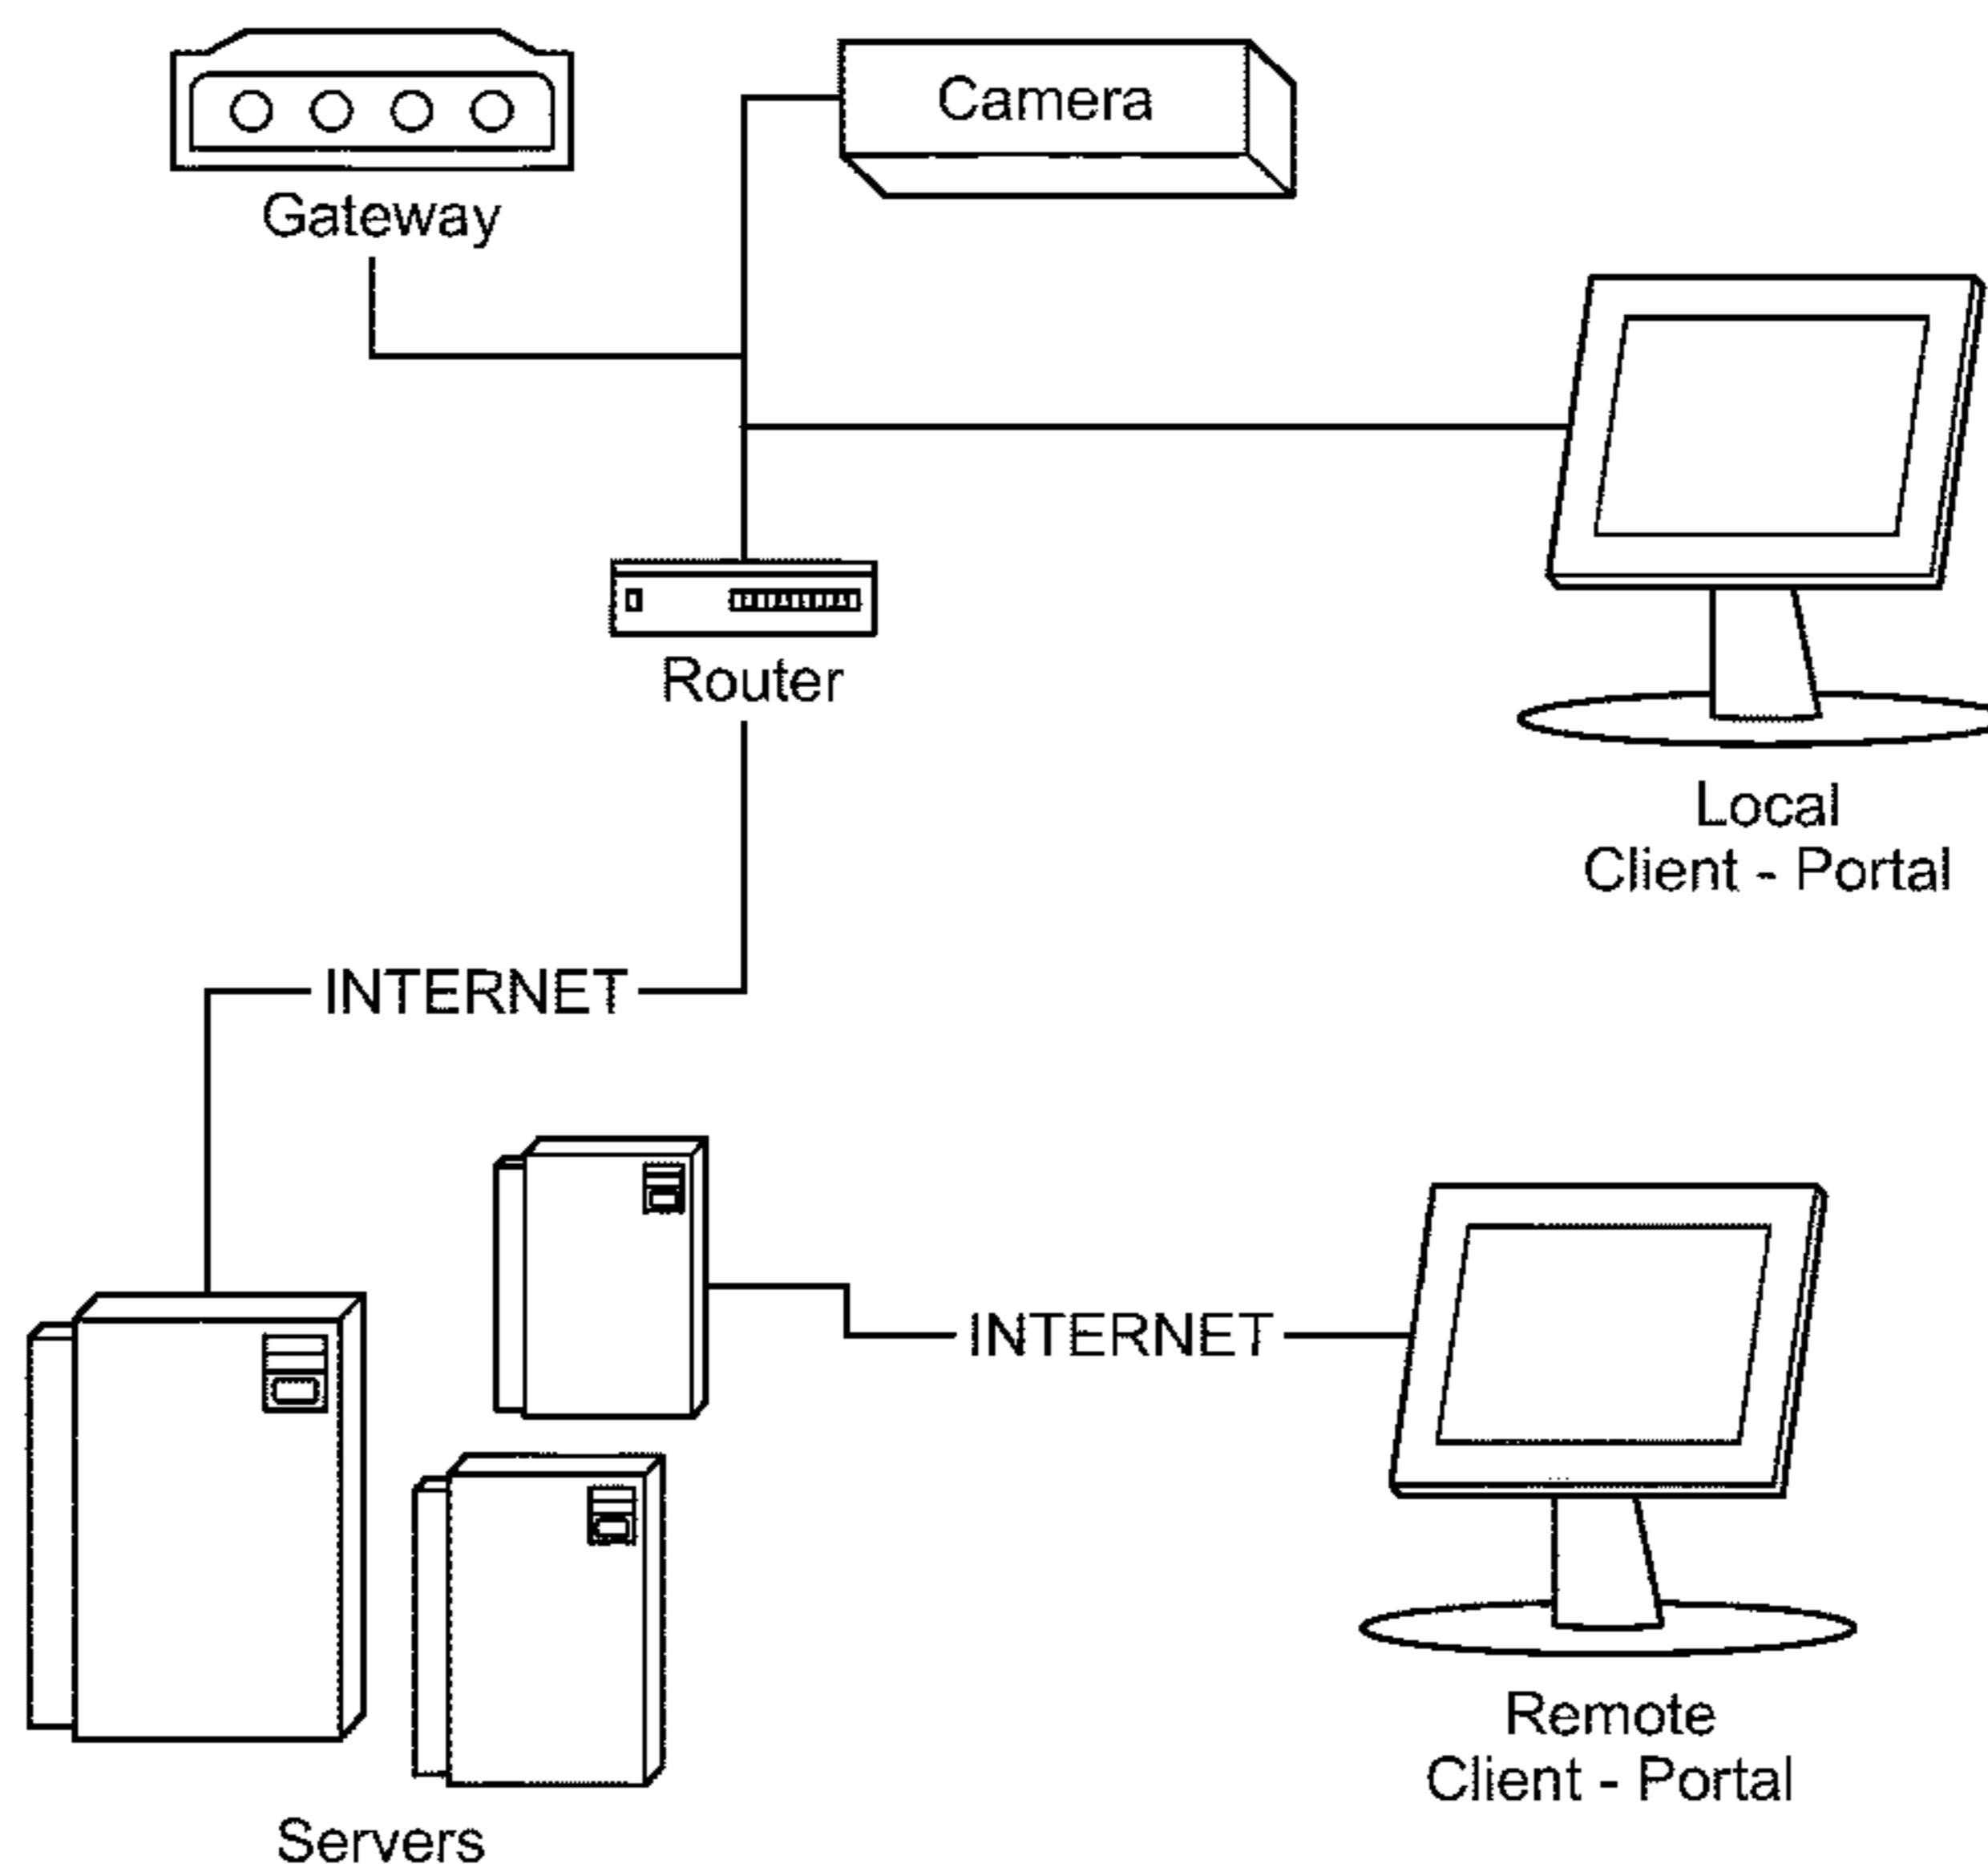 Camera
Gateway
Router
Local
Client - Portal
INTERNET
INTERNET
Remote
Client - Portal
Servers